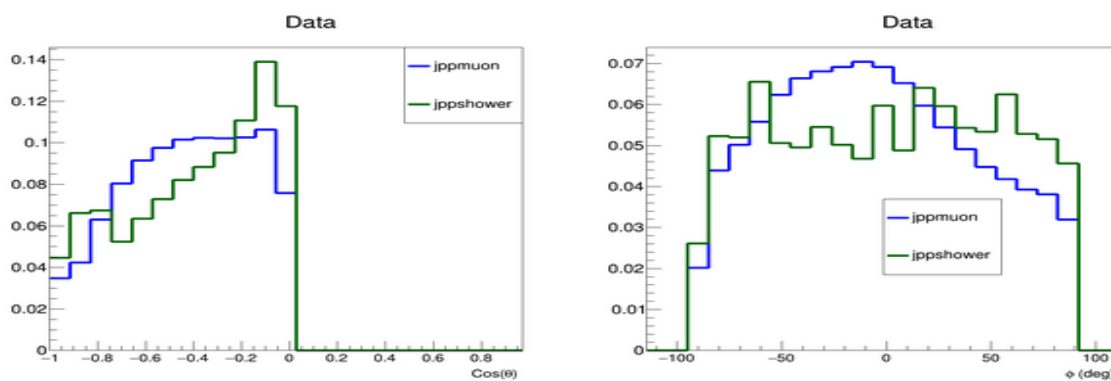 Data
0.14
0.12
0.1
0.08
0.06
0.04
0.02
0
jppmuon
jppshower
−1 −0.8 −0.6 −0.4 −0.2 0 0.2 0.4 0.6 0.8
Cos(θ)
Data
0.07
0.06
0.05
0.04
0.03
0.02
0.01
0
jppmuon
jppshower
−100 −50 0 50 100
ϕ (deg)